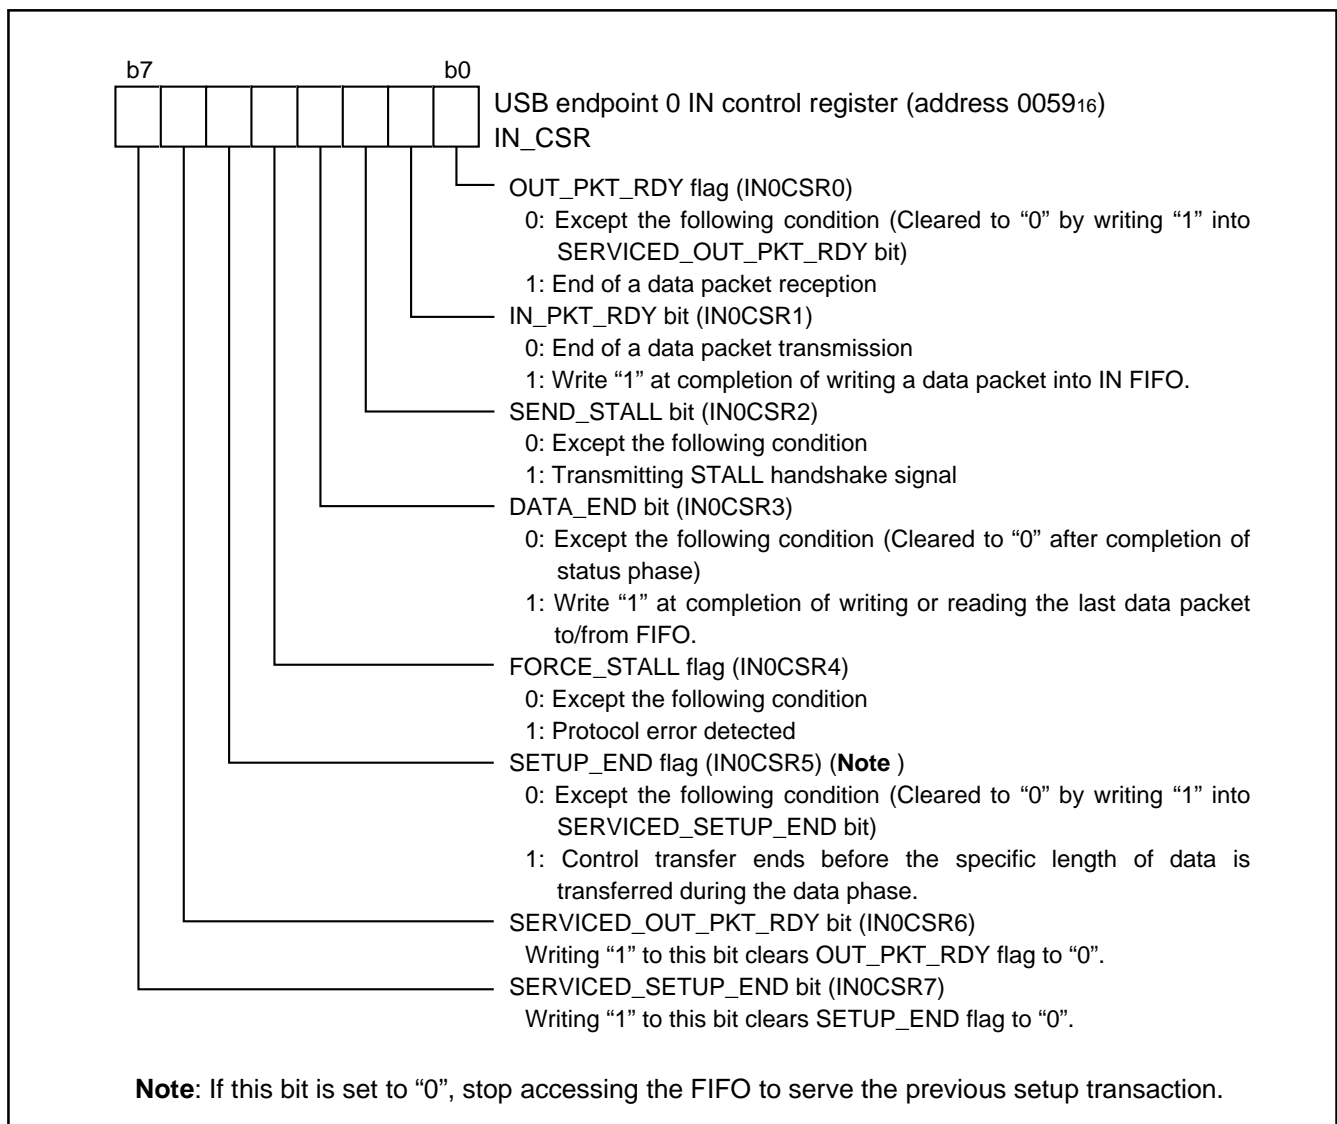 b7 b0
USB endpoint 0 IN control register (address 005916)
IN_CSR
OUT_PKT_RDY flag (IN0CSR0)
0: Except the following condition (Cleared to “0” by writing “1” into
SERVICED_OUT_PKT_RDY bit)
1: End of a data packet reception
IN_PKT_RDY bit (IN0CSR1)
0: End of a data packet transmission
1: Write “1” at completion of writing a data packet into IN FIFO.
SEND_STALL bit (IN0CSR2)
0: Except the following condition
1: Transmitting STALL handshake signal
DATA_END bit (IN0CSR3)
0: Except the following condition (Cleared to “0” after completion of
status phase)
1: Write “1” at completion of writing or reading the last data packet
to/from FIFO.
FORCE_STALL flag (IN0CSR4)
0: Except the following condition
1: Protocol error detected
SETUP_END flag (IN0CSR5) (Note )
0: Except the following condition (Cleared to “0” by writing “1” into
SERVICED_SETUP_END bit)
1: Control transfer ends before the specific length of data is
transferred during the data phase.
SERVICED_OUT_PKT_RDY bit (IN0CSR6)
Writing “1” to this bit clears OUT_PKT_RDY flag to “0”.
SERVICED_SETUP_END bit (IN0CSR7)
Writing “1” to this bit clears SETUP_END flag to “0”.
Note: If this bit is set to “0”, stop accessing the FIFO to serve the previous setup transaction.